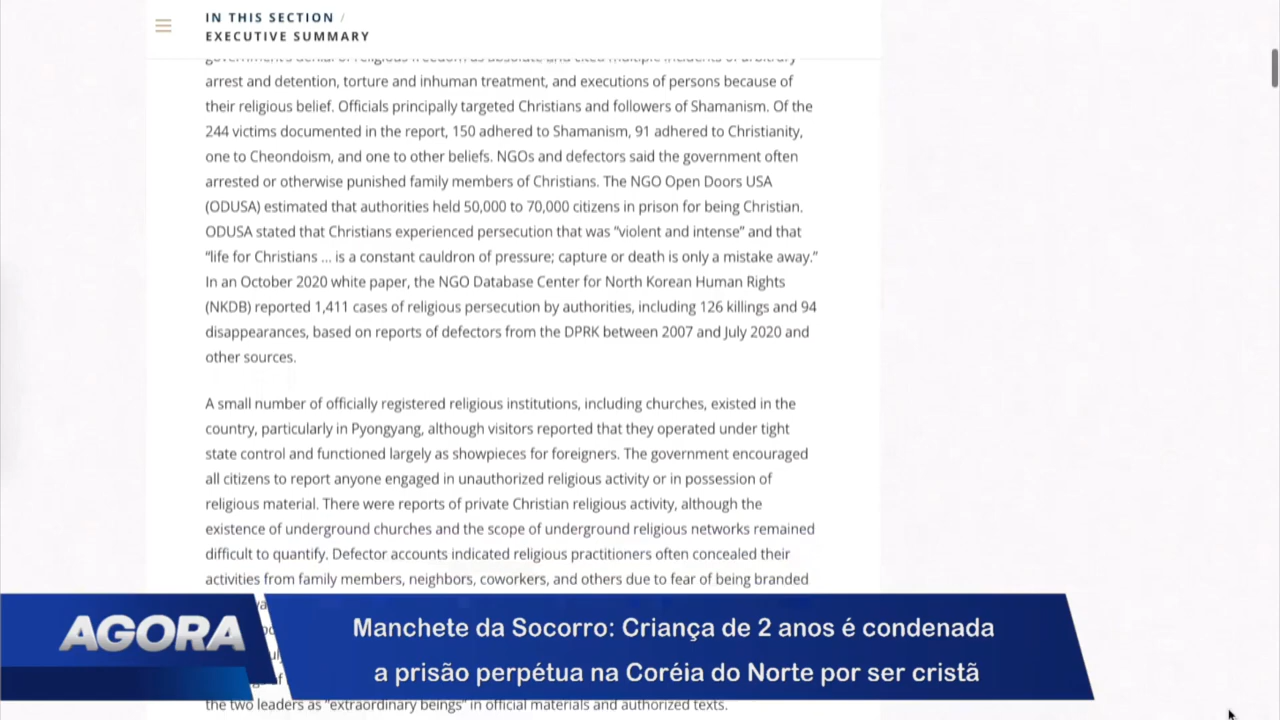 IN THIS SECTION /
EXECUTIVE SUMMARY
government's denial of religious freedom as absolute and cited multiple incidents of arbitrary
arrest and detention, torture and inhuman treatment, and executions of persons because of
their religious belief. Officials principally targeted Christians and followers of Shamanism. Of the
244 victims documented in the report, 150 adhered to Shamanism, 91 adhered to Christianity,
one to Cheondoism, and one to other beliefs. NGOs and defectors said the government often
arrested or otherwise punished family members of Christians. The NGO Open Doors USA
(ODUSA) estimated that authorities held 50,000 to 70,000 citizens in prison for being Christian.
ODUSA stated that Christians experienced persecution that was “violent and intense” and that
“life for Christians … is a constant cauldron of pressure; capture or death is only a mistake away.”
In an October 2020 white paper, the NGO Database Center for North Korean Human Rights
(NKDB) reported 1,411 cases of religious persecution by authorities, including 126 killings and 94
disappearances, based on reports of defectors from the DPRK between 2007 and July 2020 and
other sources.
A small number of officially registered religious institutions, including churches, existed in the
country, particularly in Pyongyang, although visitors reported that they operated under tight
state control and functioned largely as showpieces for foreigners. The government encouraged
all citizens to report anyone engaged in unauthorized religious activity or in possession of
religious material. There were reports of private Christian religious activity, although the
existence of underground churches and the scope of underground religious networks remained
difficult to quantify. Defector accounts indicated religious practitioners often concealed their
activities from family members, neighbors, coworkers, and others due to fear of being branded
AGORA
Manchete da Socorro: Criança de 2 anos é condenada
a prisão perpétua na Coréia do Norte por ser cristã
the two leaders as “extraordinary beings” in official materials and authorized texts.